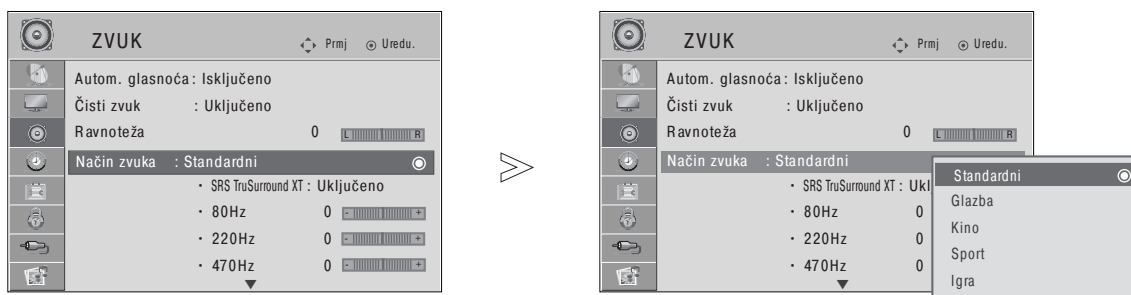 ZVUK Prmj Uredu.
Autom. glasnoća : Isključeno
Čisti zvuk : Uključeno
Ravnoteža 0 L R
Način zvuka : Standardni
• SRS TruSurround XT : Uključeno
• 80Hz 0 - +
• 220Hz 0 - +
• 470Hz 0 - +
ZVUK Prmj Uredu.
Autom. glasnoća : Isključeno
Čisti zvuk : Uključeno
Ravnoteža 0 L R
Način zvuka : Standardni
• SRS TruSurround XT : Ukl
• 80Hz 0
• 220Hz 0
• 470Hz 0
Standardni
Glazba
Kino
Sport
Igra